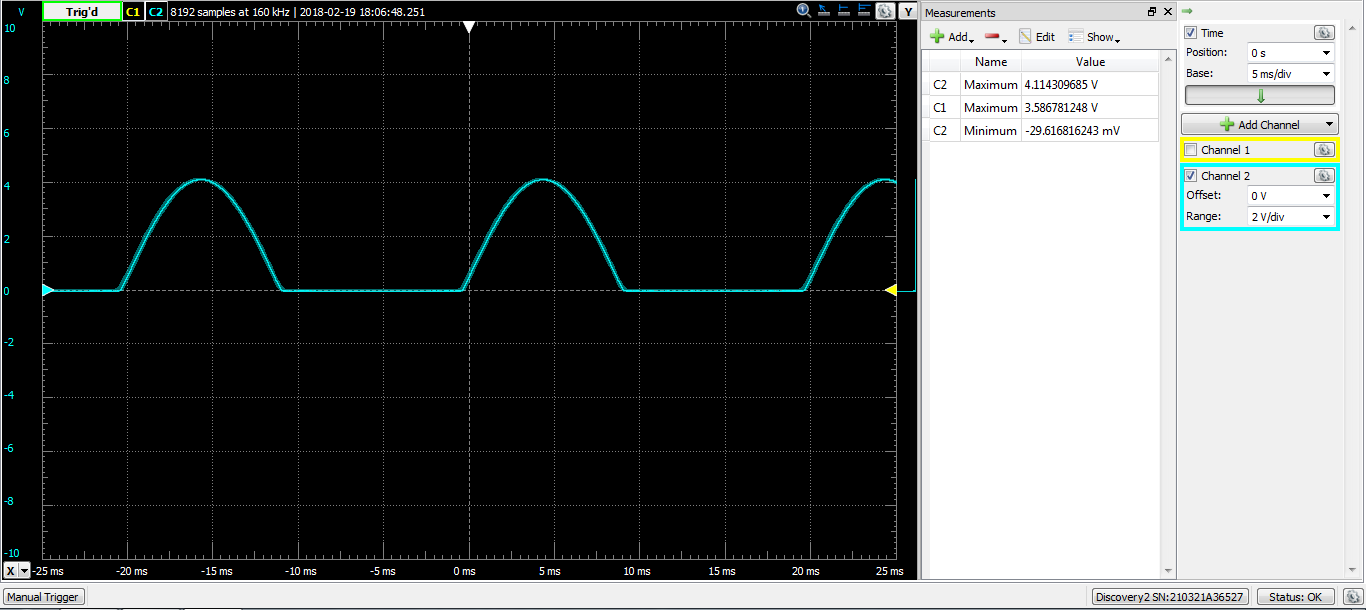 V Trig'd C1 C2 8192 samples at 160 kHz | 2018-02-19 18:06:48.251 Y
10
8
6
4
2
0
-2
-4
-6
-8
-10
X -25 ms -20 ms -15 ms -10 ms -5 ms 0 ms 5 ms 10 ms 15 ms 20 ms 25 ms
Measurements
Add Edit Show
Name Value
C2 Maximum 4.114309685 V
C1 Maximum 3.586781248 V
C2 Minimum -29.616816243 mV
Time
Position: 0 s
Base: 5 ms/div
Add Channel
Channel 1
Channel 2
Offset: 0 V
Range: 2 V/div
Manual Trigger Discovery2 SN:210321A36527 Status: OK